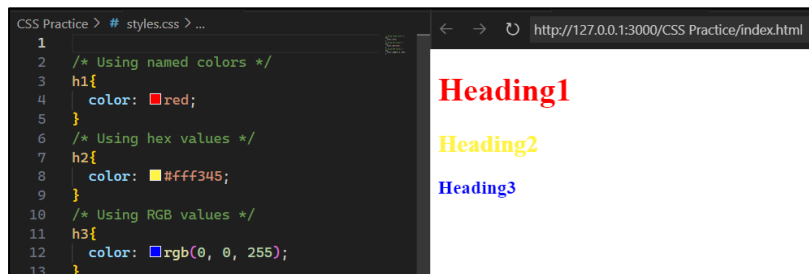 CSS Practice > # styles.css > ...
1
2 /* Using named colors */
3 h1{
4 color: red;
5 }
6 /* Using hex values */
7 h2{
8 color: #fff345;
9 }
10 /* Using RGB values */
11 h3{
12 color: rgb(0, 0, 255);
13 }
http://127.0.0.1:3000/CSS Practice/index.html
Heading1
Heading2
Heading3